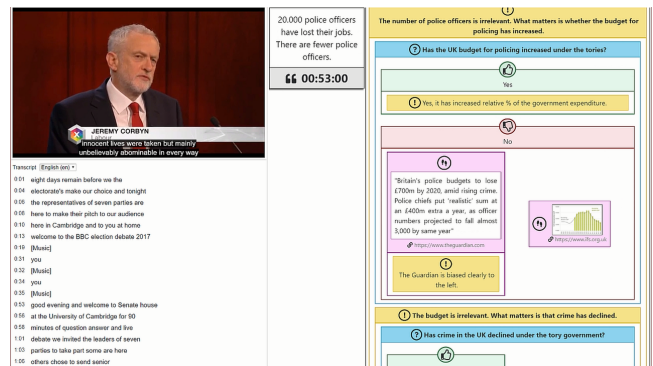 JEREMY CORBYN
Labour
innocent lives were taken but mainly
unbelievably abominable in every way
Transcript English (en)
0:01 eight days remain before we the
0:04 electorate's make our choice and tonight
0:06 the representatives of seven parties are
0:08 here to make their pitch to our audience
0:10 here in Cambridge and to you at home
0:13 welcome to the BBC election debate 2017
0:19 [Music]
0:31 you
0:32 [Music]
0:34 you
0:35 [Music]
0:53 good evening and welcome to Senate house
0:56 at the University of Cambridge for 90
0:58 minutes of question answer and live
1:01 debate we invited the leaders of seven
1:03 parties to take part some are here
1:06 others chose to send senior
20.000 police officers
have lost their jobs.
There are fewer police
officers.
00:53:00
The number of police officers is irrelevant. What matters is whether the budget for
policing has increased.
Has the UK budget for policing increased under the tories?
Yes
Yes, it has increased relative % of the government expenditure.
No
"Britain's police budgets to lose
£700m by 2020, amid rising crime.
Police chiefs put 'realistic' sum at
an £400m extra a year, as officer
numbers projected to fall almost
3,000 by same year"
https://www.theguardian.com
The Guardian is biased clearly to
the left.
https://www.ifs.org.uk
The budget is irrelevant. What matters is that crime has declined.
Has crime in the UK declined under the tory government?